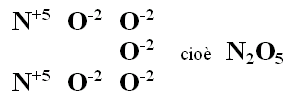 N⁺⁵ O⁻² O⁻²
O⁻² cioè N₂O₅
N⁺⁵ O⁻² O⁻²